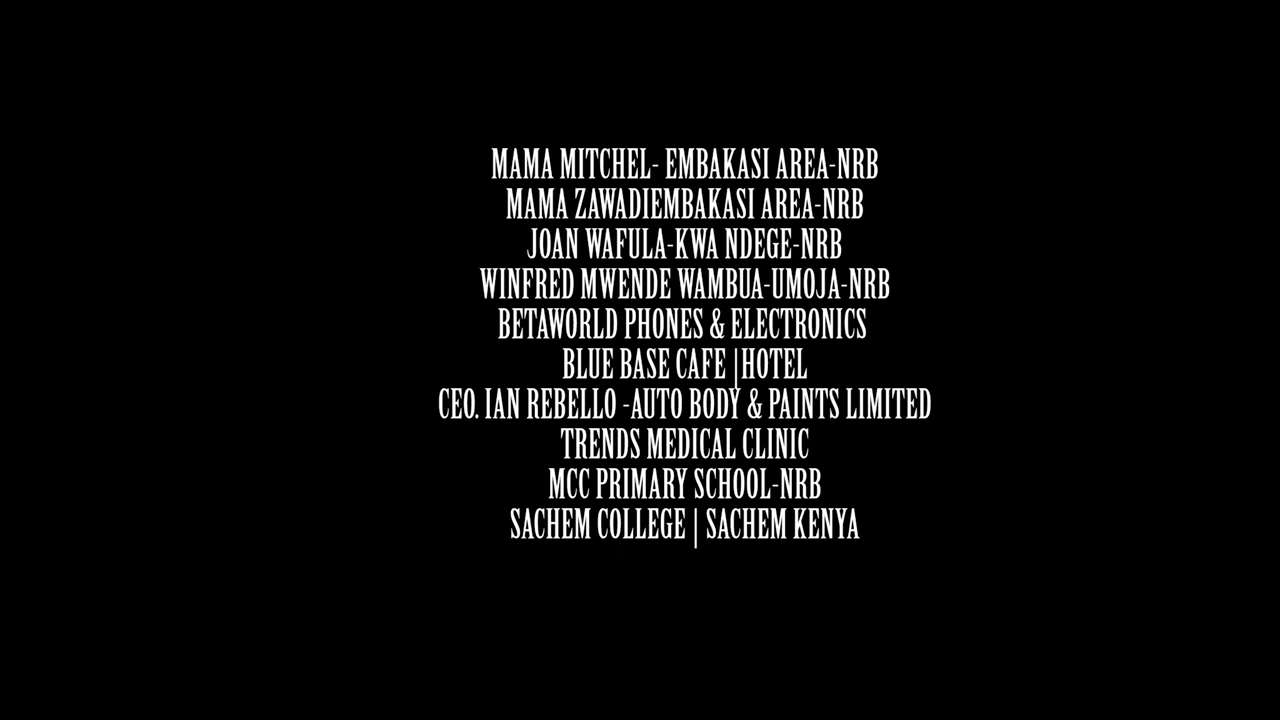 MAMA MITCHEL- EMBAKASI AREA-NRB
MAMA ZAWADIEMBAKASI AREA-NRB
JOAN WAFULA-KWA NDEGE-NRB
WINFRED MWENDE WAMBUA-UMOJA-NRB
BETAWORLD PHONES & ELECTRONICS
BLUE BASE CAFE |HOTEL
CEO. IAN REBELLO -AUTO BODY & PAINTS LIMITED
TRENDS MEDICAL CLINIC
MCC PRIMARY SCHOOL-NRB
SACHEM COLLEGE | SACHEM KENYA